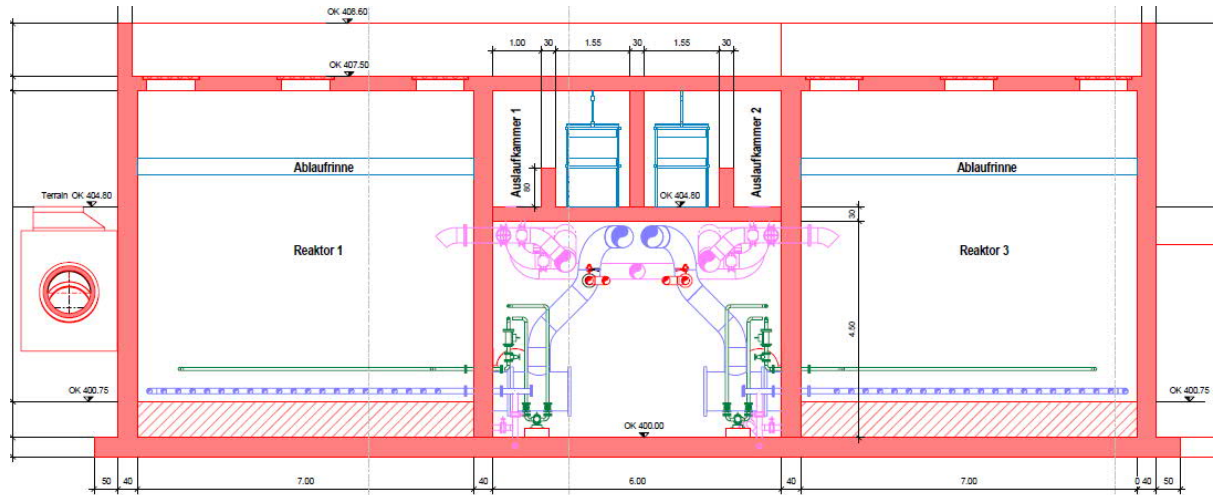 OK 408.60
OK 407.50
1.00 30 1.55 30 1.55 30
Auslaufkammer 1
Auslaufkammer 2
Ablaufrinne
Ablaufrinne
80
Terrain OK 404.80
OK 404.80
30
Reaktor 1
Reaktor 3
4.50
OK 400.75
OK 400.75
OK 400.00
50 40 7.00 40 6.00 40 7.00 0 40 50